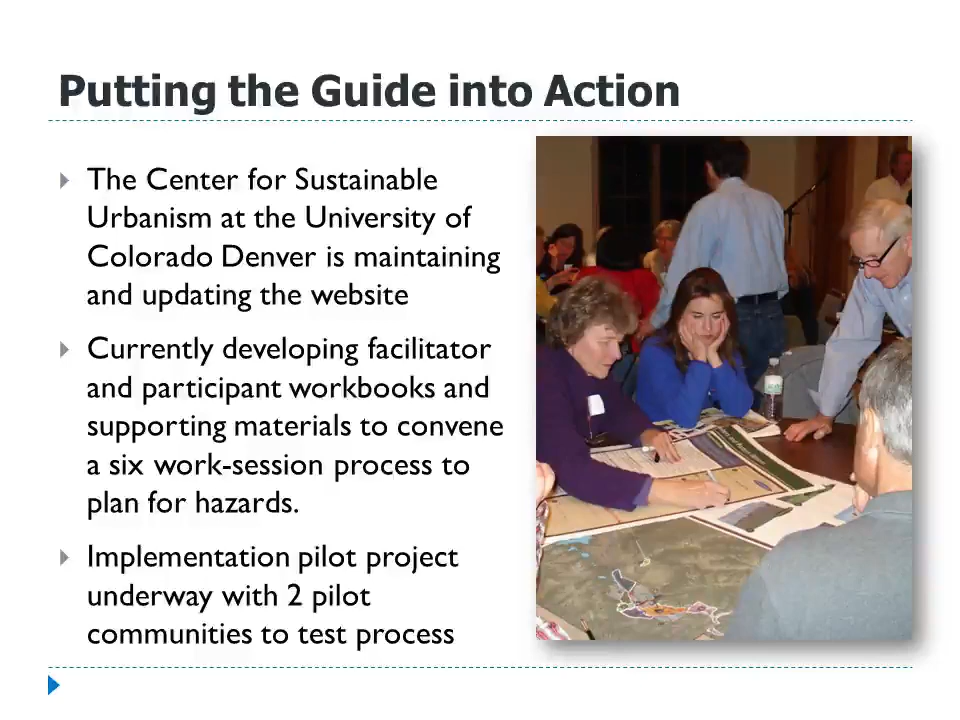 Putting the Guide into Action
The Center for Sustainable
Urbanism at the University of
Colorado Denver is maintaining
and updating the website
Currently developing facilitator
and participant workbooks and
supporting materials to convene
a six work-session process to
plan for hazards.
Implementation pilot project
underway with 2 pilot
communities to test process